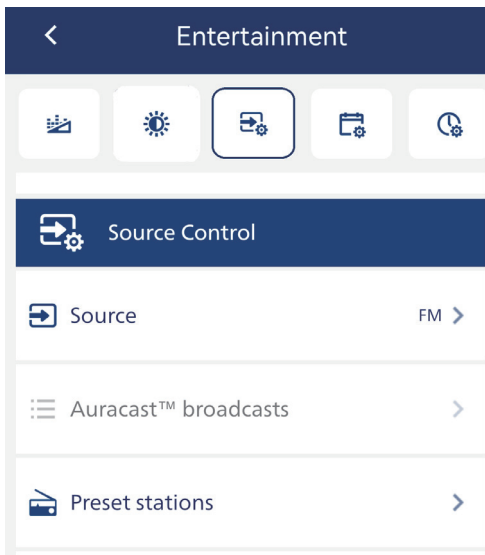 Entertainment
Source Control
Source FM
Auracast™ broadcasts
Preset stations